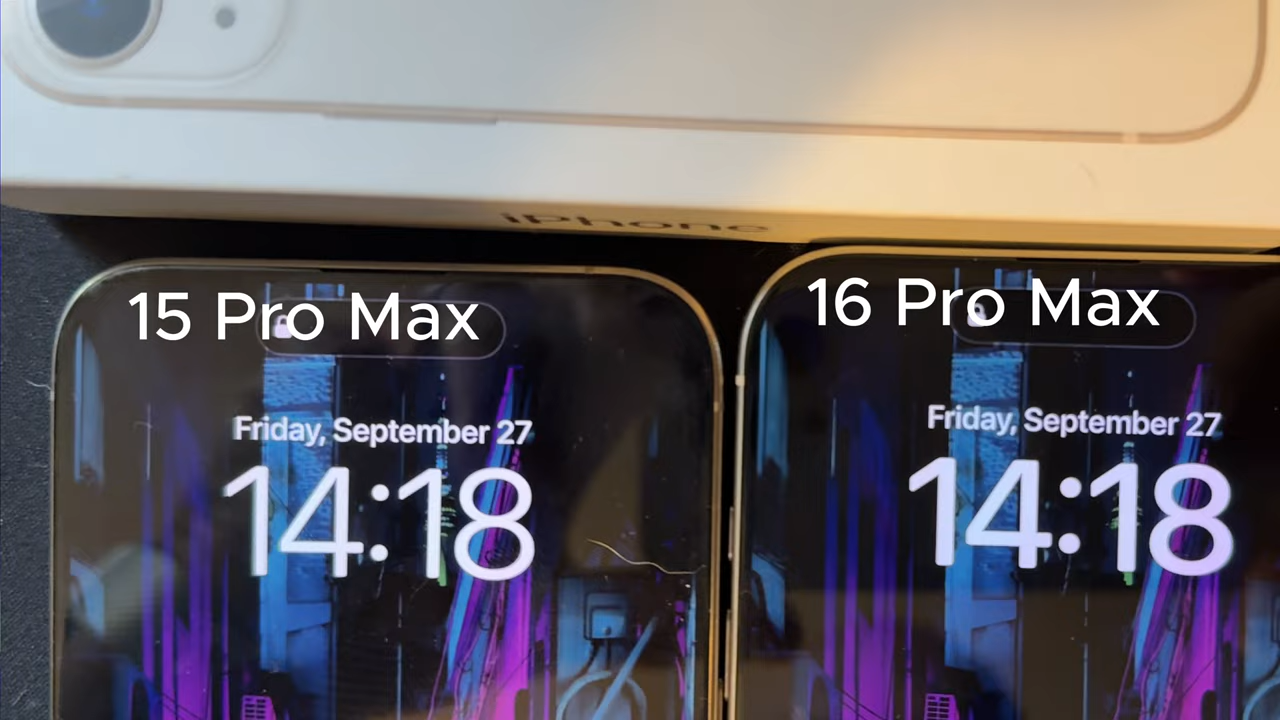 iPhone
15 Pro Max
16 Pro Max
Friday, September 27
14:18
Friday, September 27
14:18